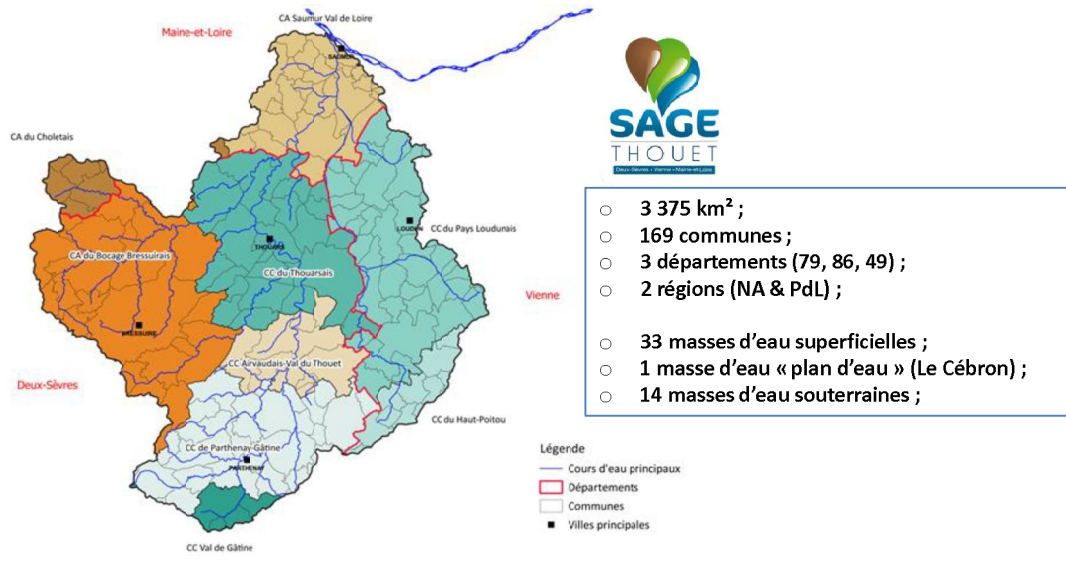 CA Saumur Val de Loire
Maine-et-Loire
SAUMUR
CA du Choletais
CC du Pays Loudunais
LOUDUN
THOUARS
CA du Bocage Bressuirais
CC du Thouarsais
Vienne
BRESSUIRE
CC Airvaudais-Val du Thouet
Deux-Sèvres
CC du Haut-Poitou
CC de Parthenay-Gâtine
PARTHENAY
CC Val de Gâtine
Légende
Cours d'eau principaux
Départements
Communes
Villes principales
SAGE
THOUET
Deux-Sèvres • Vienne • Maine-et-Loire
○ 3 375 km² ;
○ 169 communes ;
○ 3 départements (79, 86, 49) ;
○ 2 régions (NA & PdL) ;
○ 33 masses d'eau superficielles ;
○ 1 masse d'eau « plan d'eau » (Le Cébron) ;
○ 14 masses d'eau souterraines ;